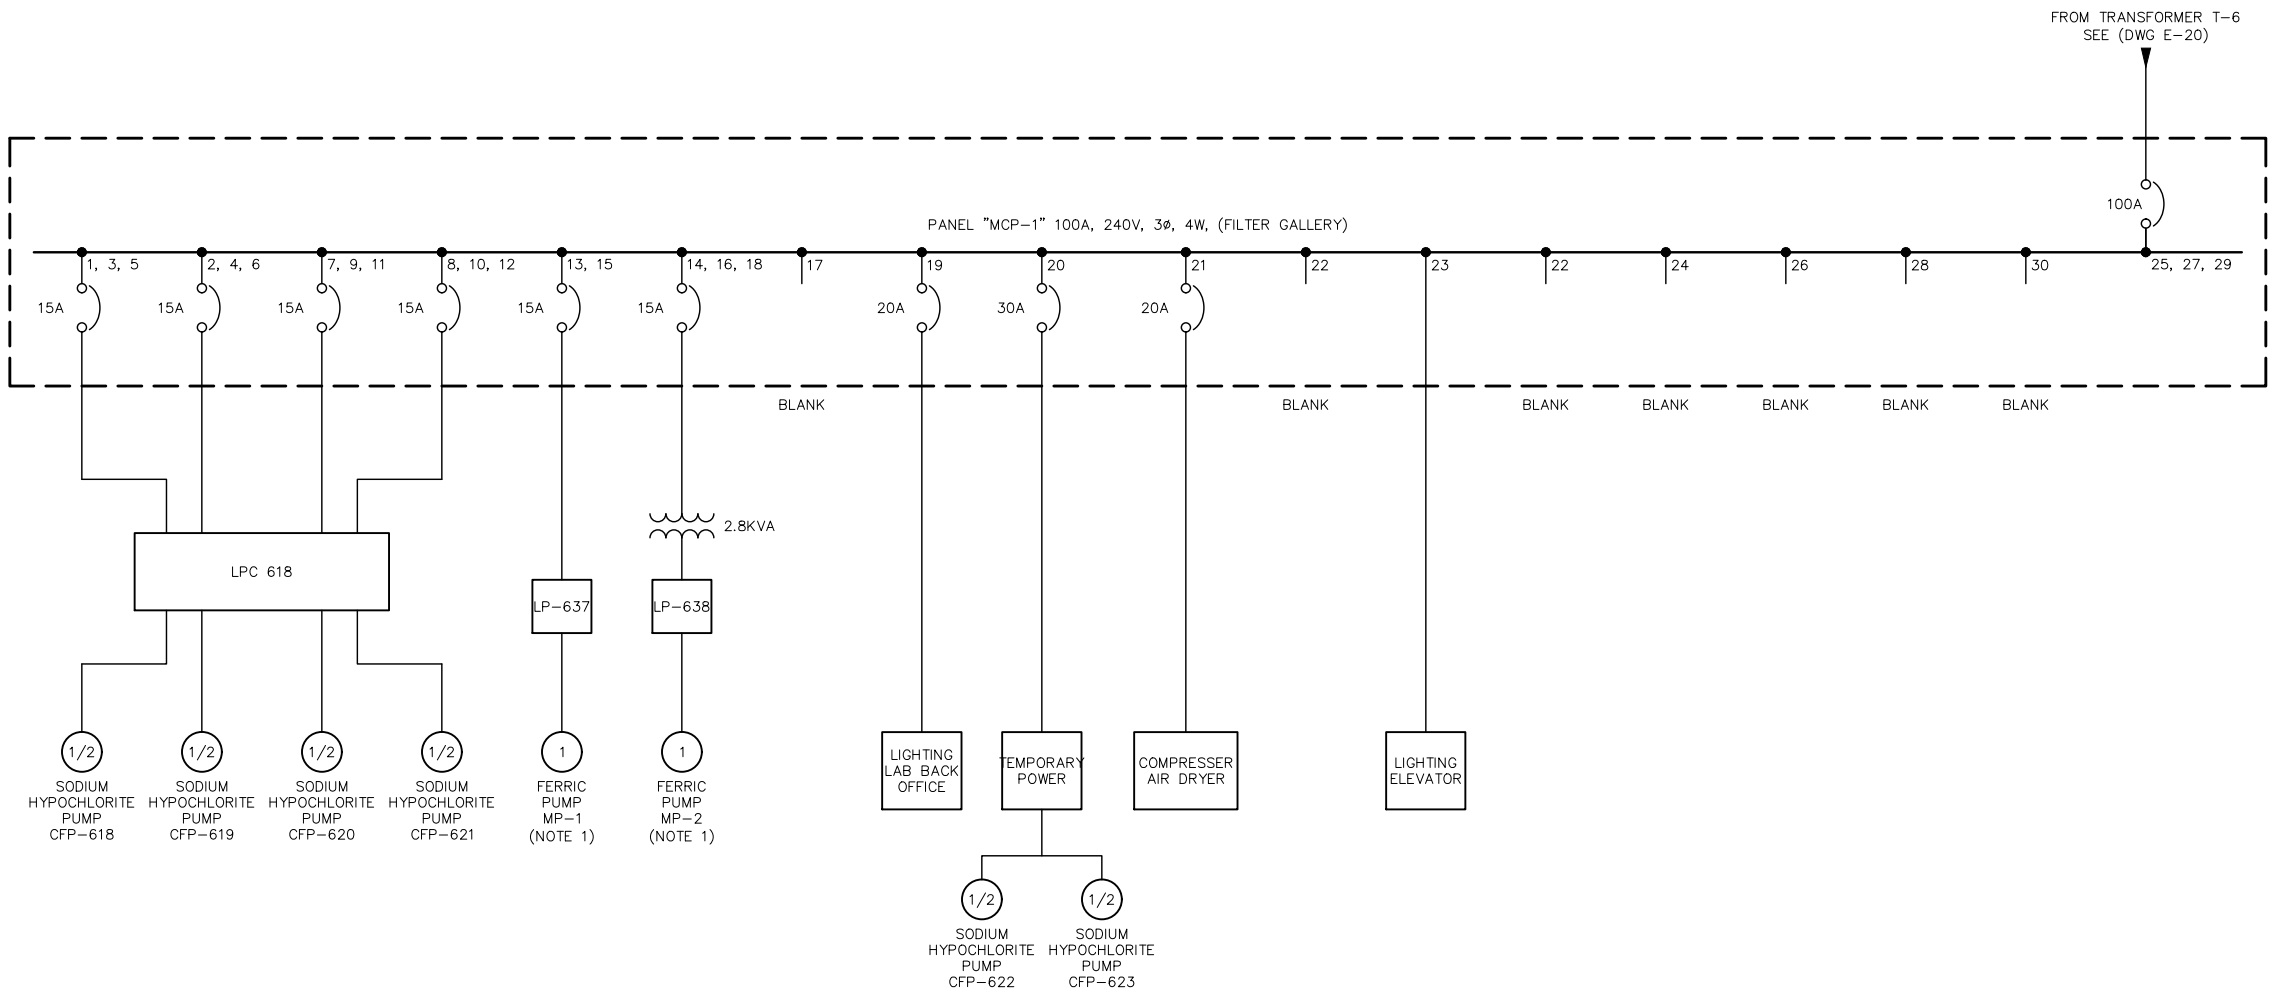 FROM TRANSFORMER T-6
SEE (DWG E-20)
100A
PANEL "MCP-1" 100A, 240V, 3ø, 4W, (FILTER GALLERY)
1, 3, 5
2, 4, 6
7, 9, 11
8, 10, 12
13, 15
14, 16, 18
17
19
20
21
22
23
22
24
26
28
30
25, 27, 29
15A
15A
15A
15A
15A
15A
20A
30A
20A
BLANK
BLANK
BLANK
BLANK
BLANK
BLANK
BLANK
2.8KVA
LPC 618
LP-637
LP-638
1/2
SODIUM
HYPOCHLORITE
PUMP
CFP-618
1/2
SODIUM
HYPOCHLORITE
PUMP
CFP-619
1/2
SODIUM
HYPOCHLORITE
PUMP
CFP-620
1/2
SODIUM
HYPOCHLORITE
PUMP
CFP-621
1
FERRIC
PUMP
MP-1
(NOTE 1)
1
FERRIC
PUMP
MP-2
(NOTE 1)
LIGHTING
LAB BACK
OFFICE
TEMPORARY
POWER
COMPRESSER
AIR DRYER
LIGHTING
ELEVATOR
1/2
SODIUM
HYPOCHLORITE
PUMP
CFP-622
1/2
SODIUM
HYPOCHLORITE
PUMP
CFP-623